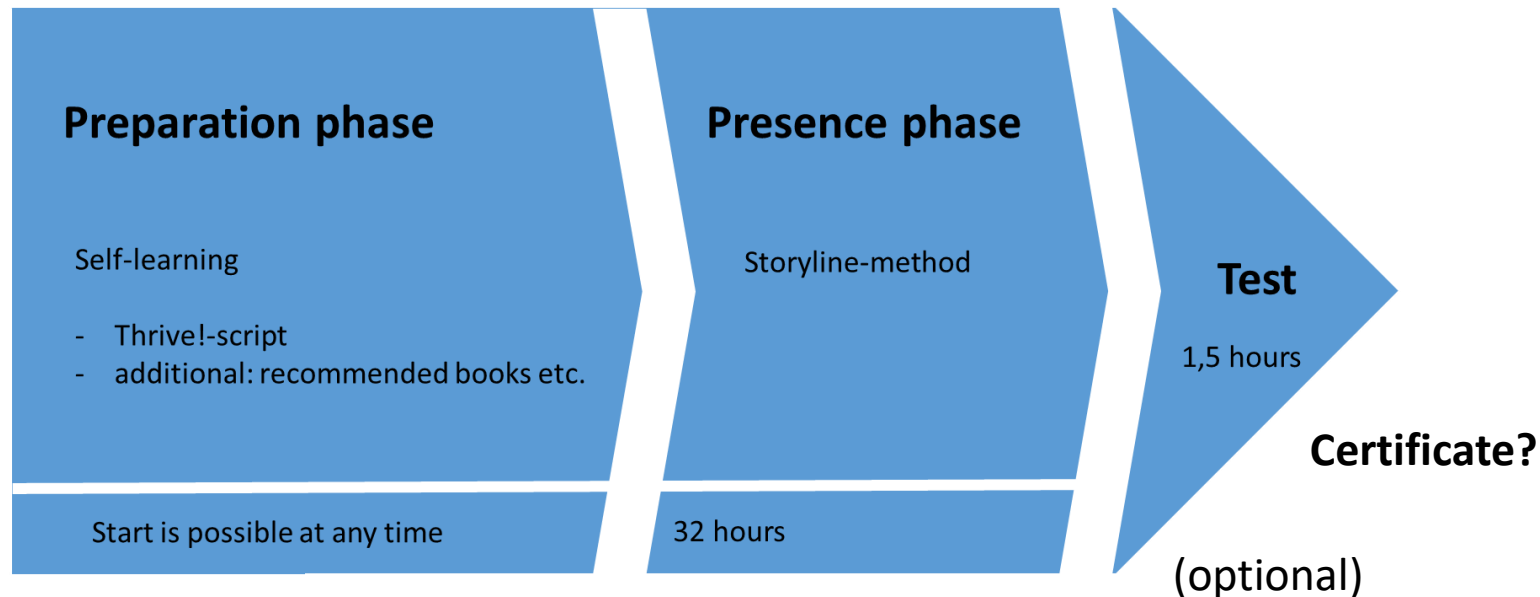 Preparation phase
Self-learning
- Thrive!-script
- additional: recommended books etc.
Start is possible at any time
Presence phase
Storyline-method
32 hours
Test
1,5 hours
Certificate?
(optional)